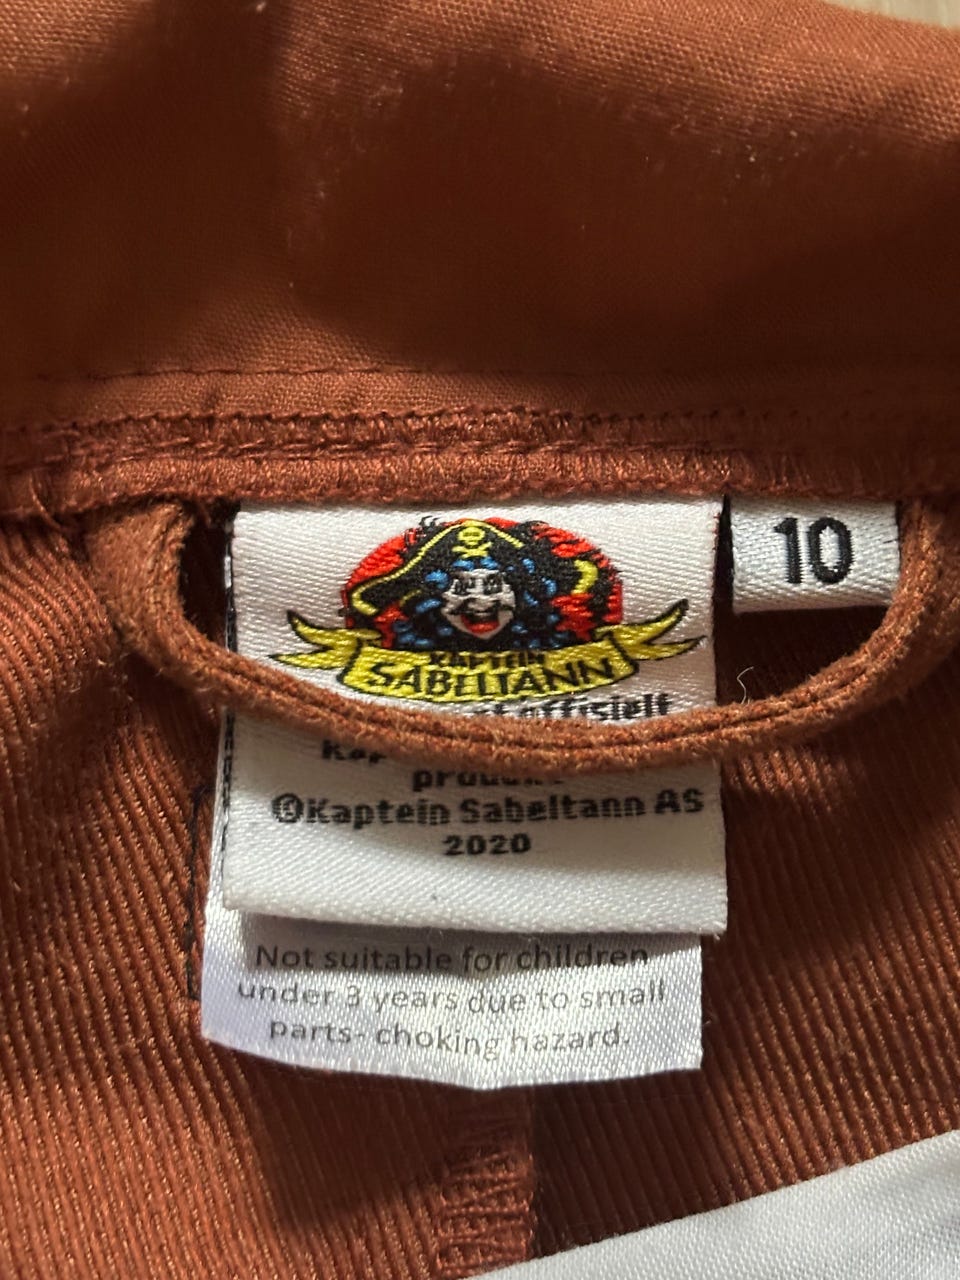 10
KAPTEIN
SABELTANN
offisielt
©Kaptein Sabeltann AS
2020
Not suitable for children
under 3 years due to small
parts- choking hazard.